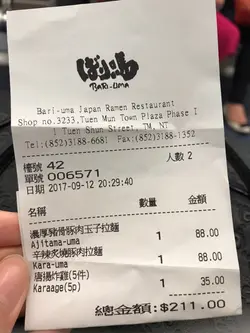 ばり馬
BARI-UMA
Bari-uma Japan Ramen Restaurant
Shop no.3233,Tuen Mun Town Plaza Phase I
1 Tuen Shun Street, TM, NT
Tel:(852)3188-6681 Fax:(852)3188-1352
檯號 42 人數 2
單號 006571
日期 2017-09-12 20:29:40
名稱 數量 金額
濃厚豬骨豚肉玉子拉麵
Ajitama-uma 1 88.00
辛辣炙燒豚肉拉麵
Kara-uma 1 88.00
唐揚炸雞(5件)
Karaage(5p) 1 35.00
總金額:$211.00